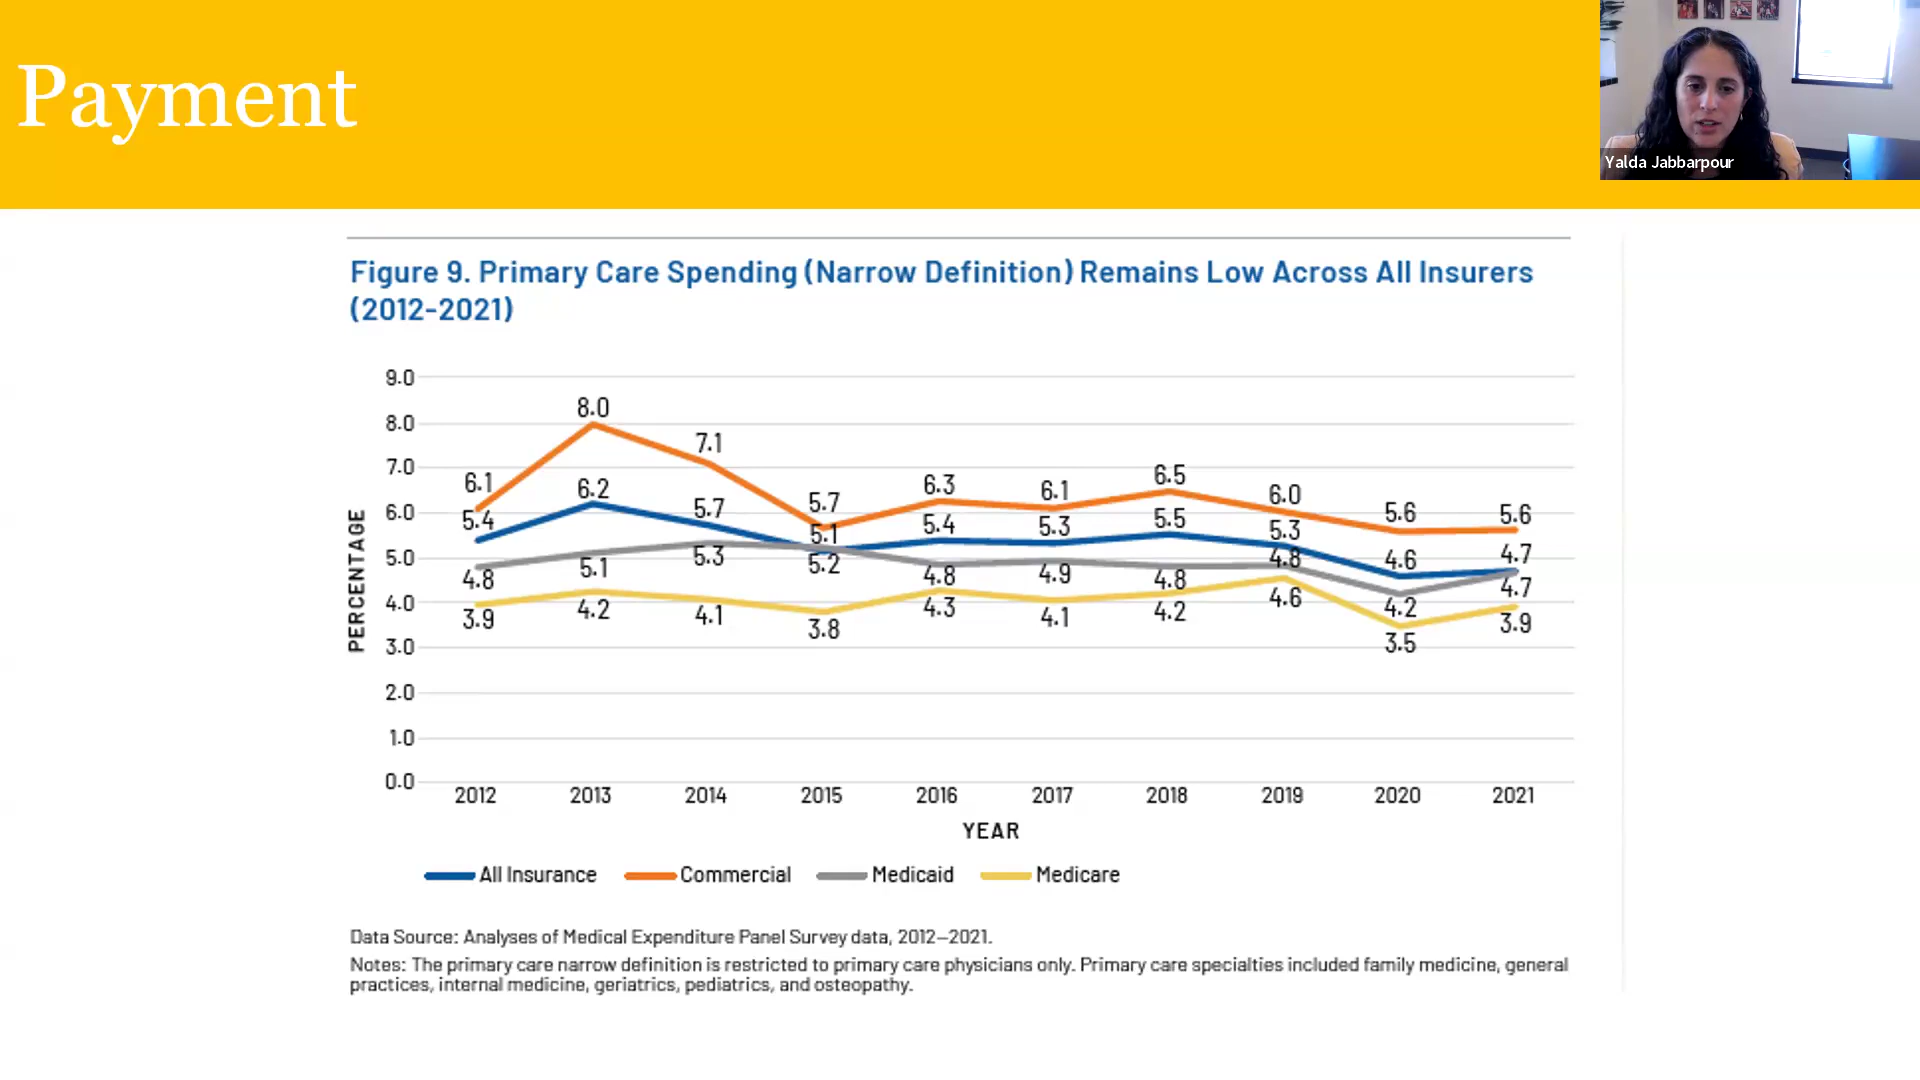 Payment
Yalda Jabbarpour
Figure 9. Primary Care Spending (Narrow Definition) Remains Low Across All Insurers
(2012-2021)
PERCENTAGE
9.0
8.0
7.0
6.0
5.0
4.0
3.0
2.0
1.0
0.0
6.1 8.0 7.1 5.7 6.3 6.1 6.5 6.0 5.6 5.6
5.4 6.2 5.7 5.1 5.4 5.3 5.5 5.3 4.6 4.7
4.8 5.1 5.3 5.2 4.8 4.9 4.8 4.8 4.2 4.7
3.9 4.2 4.1 3.8 4.3 4.1 4.2 4.6 3.5 3.9
2012 2013 2014 2015 2016 2017 2018 2019 2020 2021
YEAR
All Insurance Commercial Medicaid Medicare
Data Source: Analyses of Medical Expenditure Panel Survey data, 2012–2021.
Notes: The primary care narrow definition is restricted to primary care physicians only. Primary care specialties included family medicine, general
practices, internal medicine, geriatrics, pediatrics, and osteopathy.